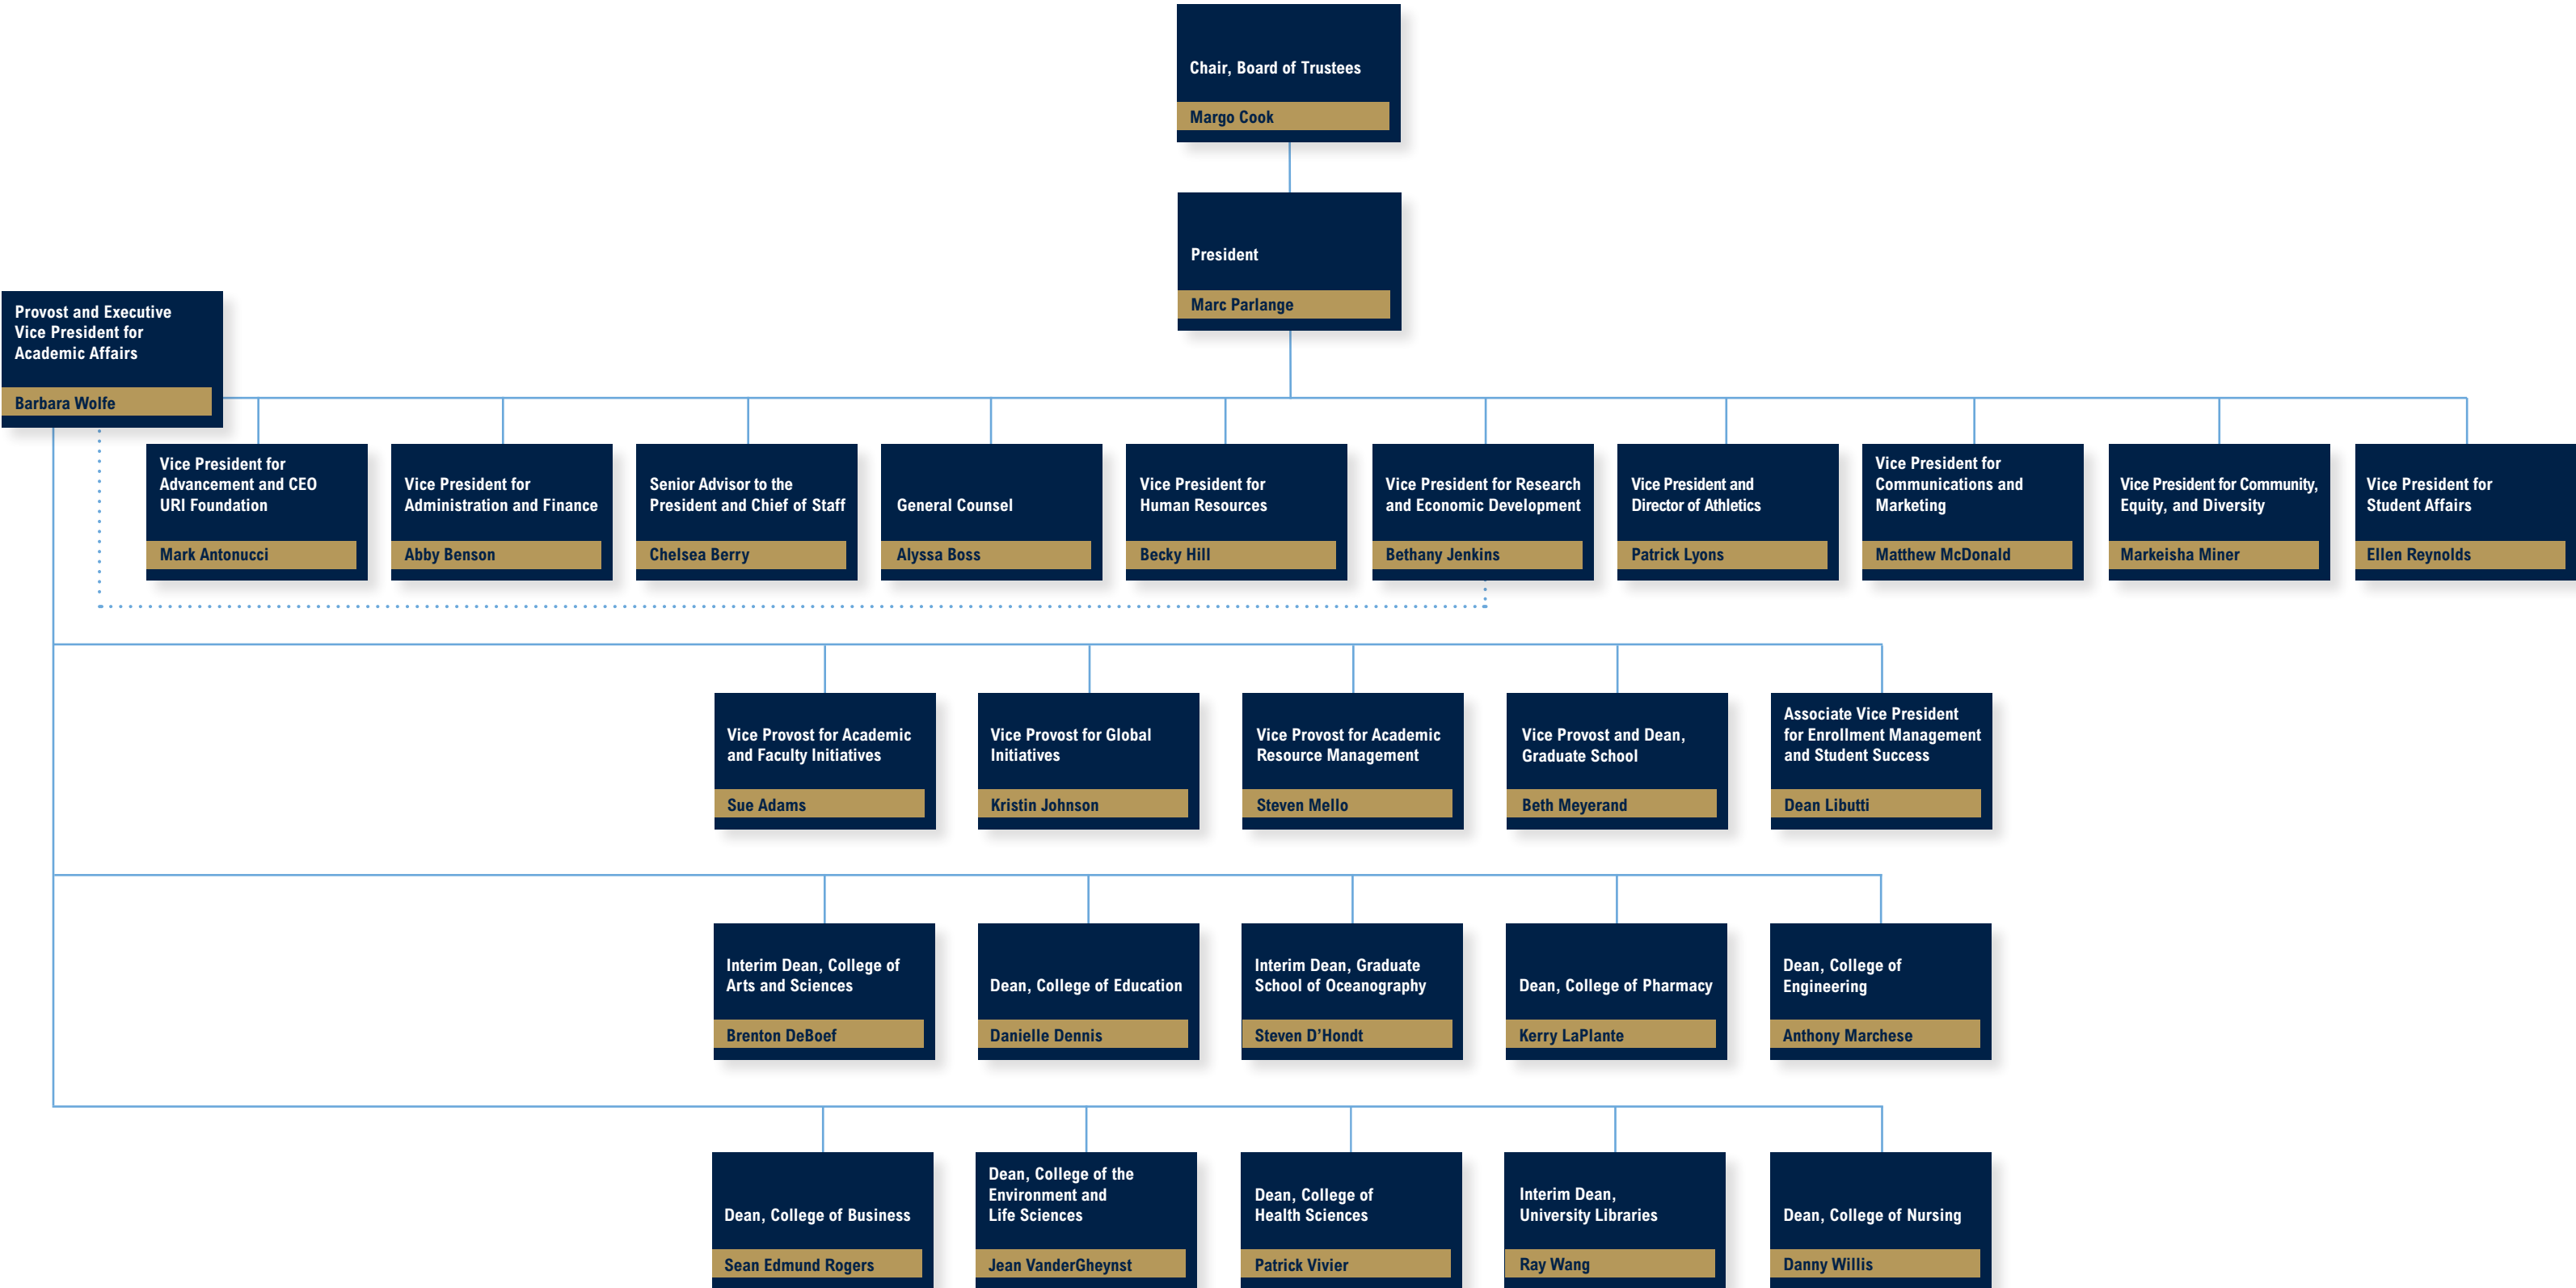 Chair, Board of Trustees
Margo Cook
President
Marc Parlange
Provost and Executive
Vice President for
Academic Affairs
Barbara Wolfe
Vice President for
Advancement and CEO
URI Foundation
Mark Antonucci
Vice President for
Administration and Finance
Abby Benson
Senior Advisor to the
President and Chief of Staff
Chelsea Berry
General Counsel
Alyssa Boss
Vice President for
Human Resources
Becky Hill
Vice President for Research
and Economic Development
Bethany Jenkins
Vice President and
Director of Athletics
Patrick Lyons
Vice President for
Communications and
Marketing
Matthew McDonald
Vice President for Community,
Equity, and Diversity
Markeisha Miner
Vice President for
Student Affairs
Ellen Reynolds
Vice Provost for Academic
and Faculty Initiatives
Sue Adams
Vice Provost for Global
Initiatives
Kristin Johnson
Vice Provost for Academic
Resource Management
Steven Mello
Vice Provost and Dean,
Graduate School
Beth Meyerand
Associate Vice President
for Enrollment Management
and Student Success
Dean Libutti
Interim Dean, College of
Arts and Sciences
Brenton DeBoef
Dean, College of Education
Danielle Dennis
Interim Dean, Graduate
School of Oceanography
Steven D’Hondt
Dean, College of Pharmacy
Kerry LaPlante
Dean, College of
Engineering
Anthony Marchese
Dean, College of Business
Sean Edmund Rogers
Dean, College of the
Environment and
Life Sciences
Jean VanderGheynst
Dean, College of
Health Sciences
Patrick Vivier
Interim Dean,
University Libraries
Ray Wang
Dean, College of Nursing
Danny Willis